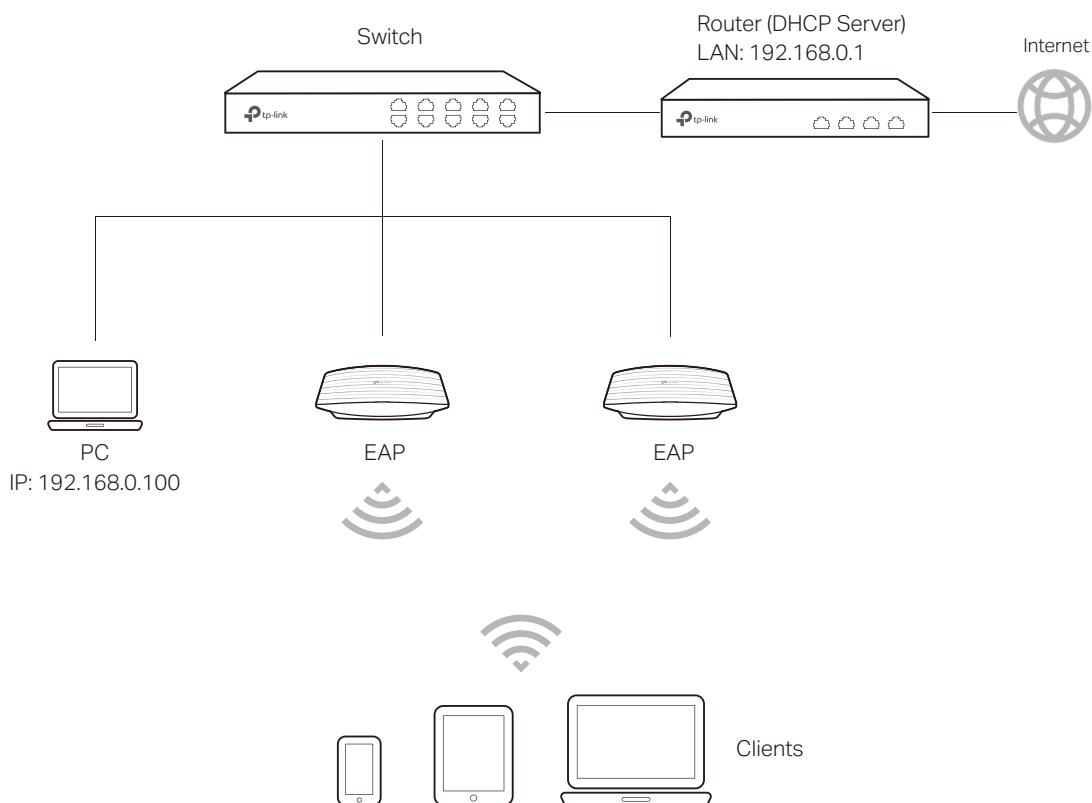 Switch
Router (DHCP Server)
LAN: 192.168.0.1
Internet
tp-link
tp-link
PC
IP: 192.168.0.100
EAP
EAP
Clients